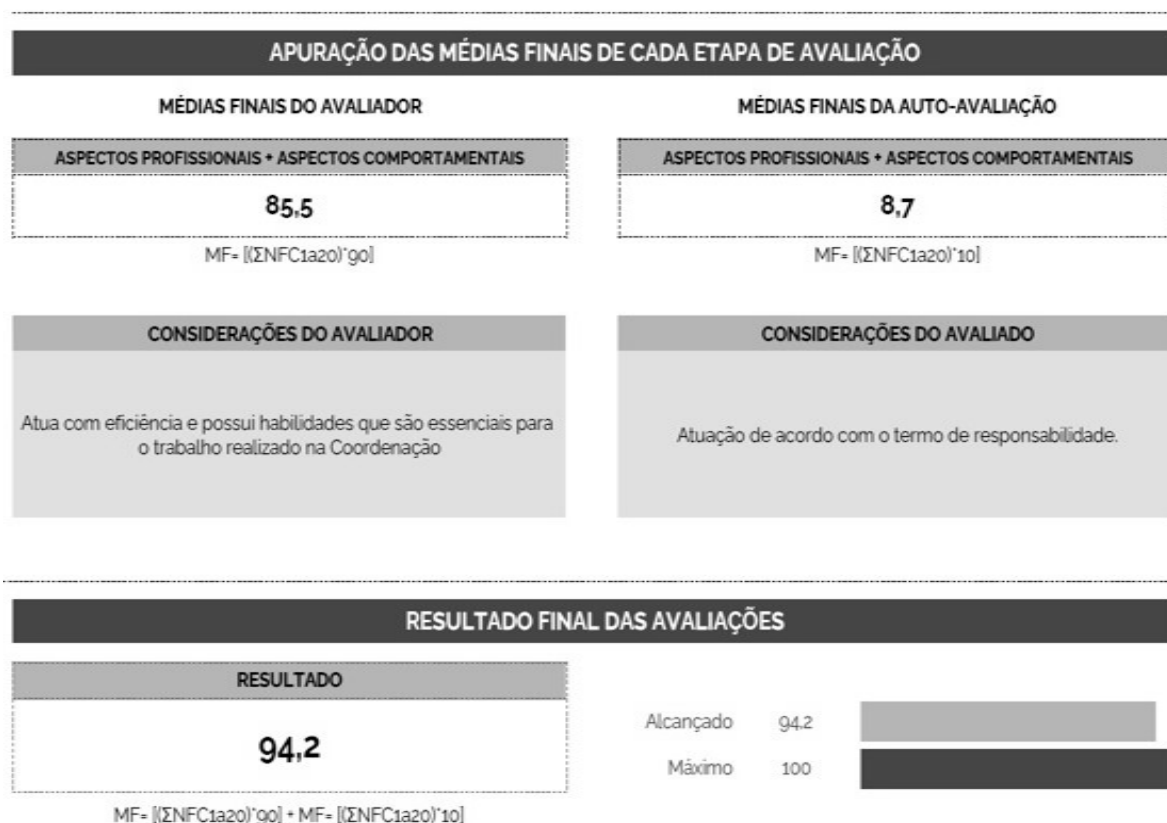 APURAÇÃO DAS MÉDIAS FINAIS DE CADA ETAPA DE AVALIAÇÃO
MÉDIAS FINAIS DO AVALIADOR
ASPECTOS PROFISSIONAIS + ASPECTOS COMPORTAMENTAIS
85,5
MF= [(ΣNFC1a20)*90]
MÉDIAS FINAIS DA AUTO-AVALIAÇÃO
ASPECTOS PROFISSIONAIS + ASPECTOS COMPORTAMENTAIS
8,7
MF= [(ΣNFC1a20)*10]
CONSIDERAÇÕES DO AVALIADOR
Atua com eficiência e possui habilidades que são essenciais para
o trabalho realizado na Coordenação
CONSIDERAÇÕES DO AVALIADO
Atuação de acordo com o termo de responsabilidade.
RESULTADO FINAL DAS AVALIAÇÕES
RESULTADO
94,2
MF= [(ΣNFC1a20)*90] + MF= [(ΣNFC1a20)*10]
Alcançado 94,2
Máximo 100